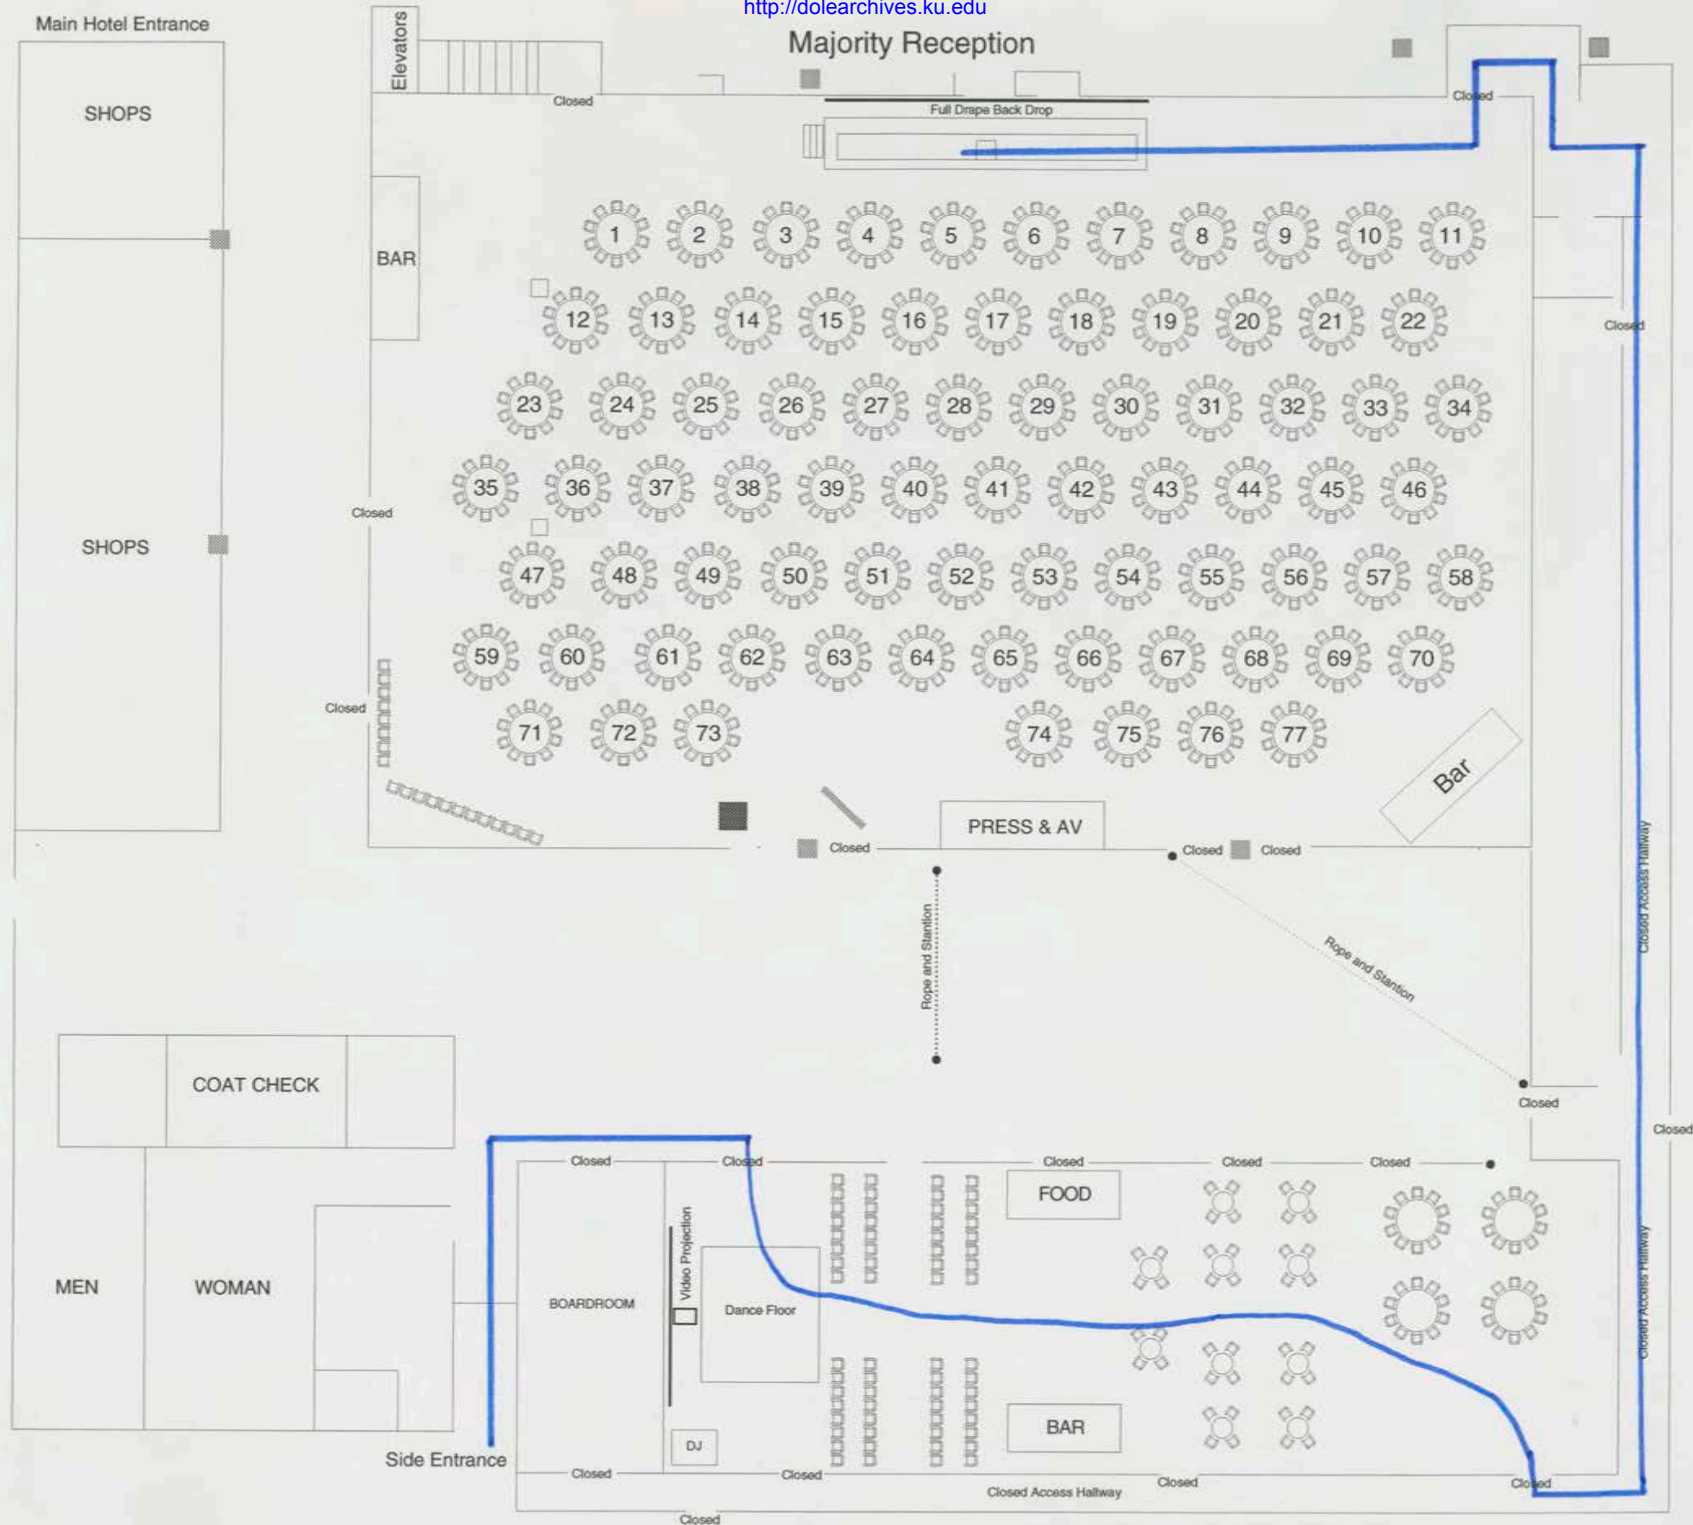 http://dolearchives.ku.edu
Main Hotel Entrance
Majority Reception
Elevators
SHOPS
Closed
Full Drape Back Drop
Closed
BAR
1 2 3 4 5 6 7 8 9 10 11
12 13 14 15 16 17 18 19 20 21 22
Closed
23 24 25 26 27 28 29 30 31 32 33 34
35 36 37 38 39 40 41 42 43 44 45 46
Closed
SHOPS
47 48 49 50 51 52 53 54 55 56 57 58
59 60 61 62 63 64 65 66 67 68 69 70
Closed
71 72 73 74 75 76 77
Bar
PRESS & AV
Closed
Closed
Closed
Closed Access Hallway
Rope and Stantion
Rope and Stantion
COAT CHECK
Closed
Closed
Closed
Closed
Closed
Closed
Closed
FOOD
Video Projection
MEN
WOMAN
BOARDROOM
Dance Floor
Closed Access Hallway
BAR
DJ
Side Entrance
Closed
Closed
Closed
Closed
Closed Access Hallway
Closed